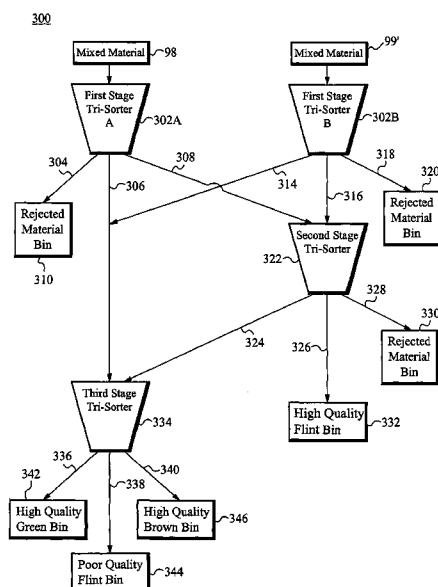 300
Mixed Material
98
Mixed Material
99'
First Stage
Tri-Sorter
A
302A
First Stage
Tri-Sorter
B
302B
304
306
308
314
316
318
320
Rejected
Material
Bin
310
Rejected
Material
Bin
Second Stage
Tri-Sorter
322
324
326
328
330
Rejected
Material
Bin
High Quality
Flint Bin
332
Third Stage
Tri-Sorter
334
336
338
340
342
High Quality
Green Bin
High Quality
Brown Bin
346
Poor Quality
Flint Bin
344